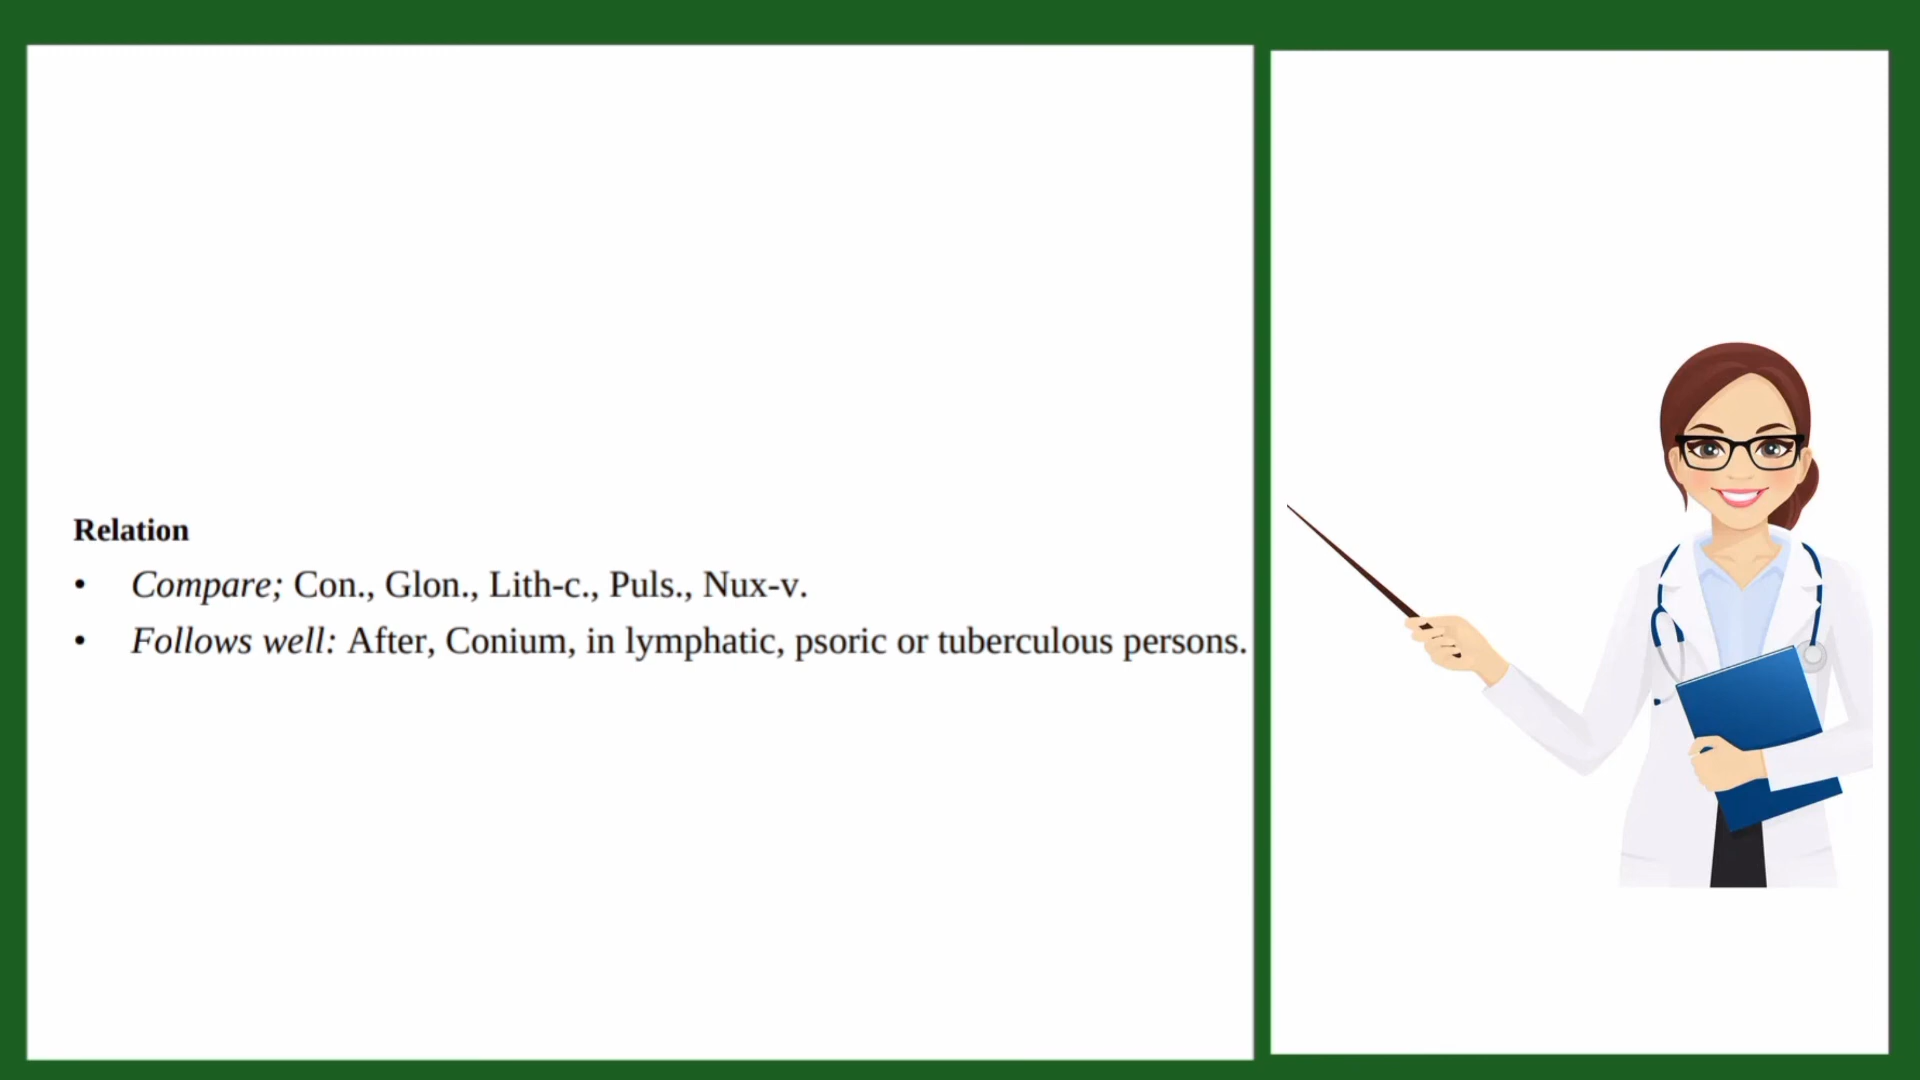 Relation
• Compare; Con., Glon., Lith-c., Puls., Nux-v.
• Follows well: After, Conium, in lymphatic, psoric or tuberculous persons.